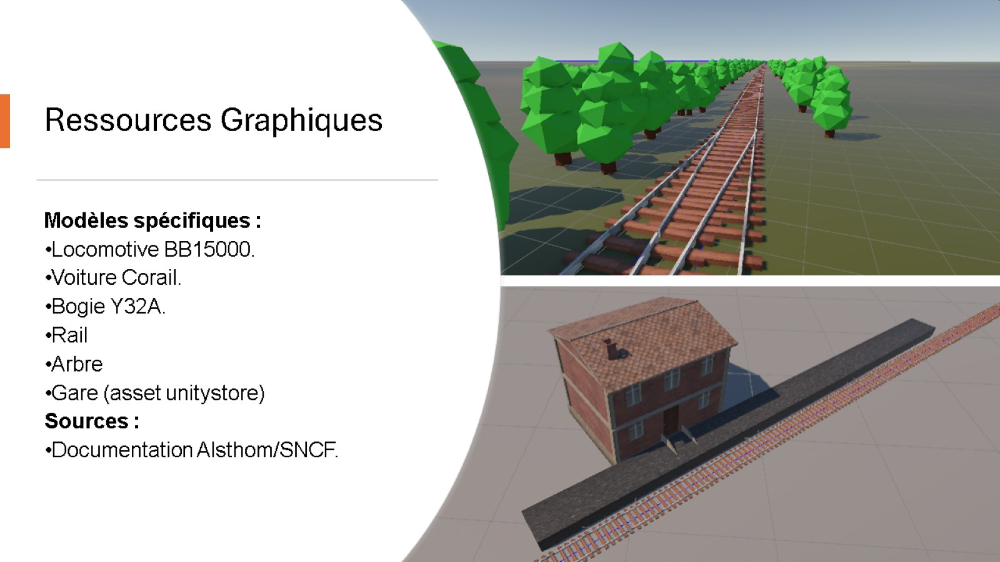 Ressources Graphiques
Modèles spécifiques :
•Locomotive BB15000.
•Voiture Corail.
•Bogie Y32A.
•Rail
•Arbre
•Gare (asset unitystore)
Sources :
•Documentation Alsthom/SNCF.